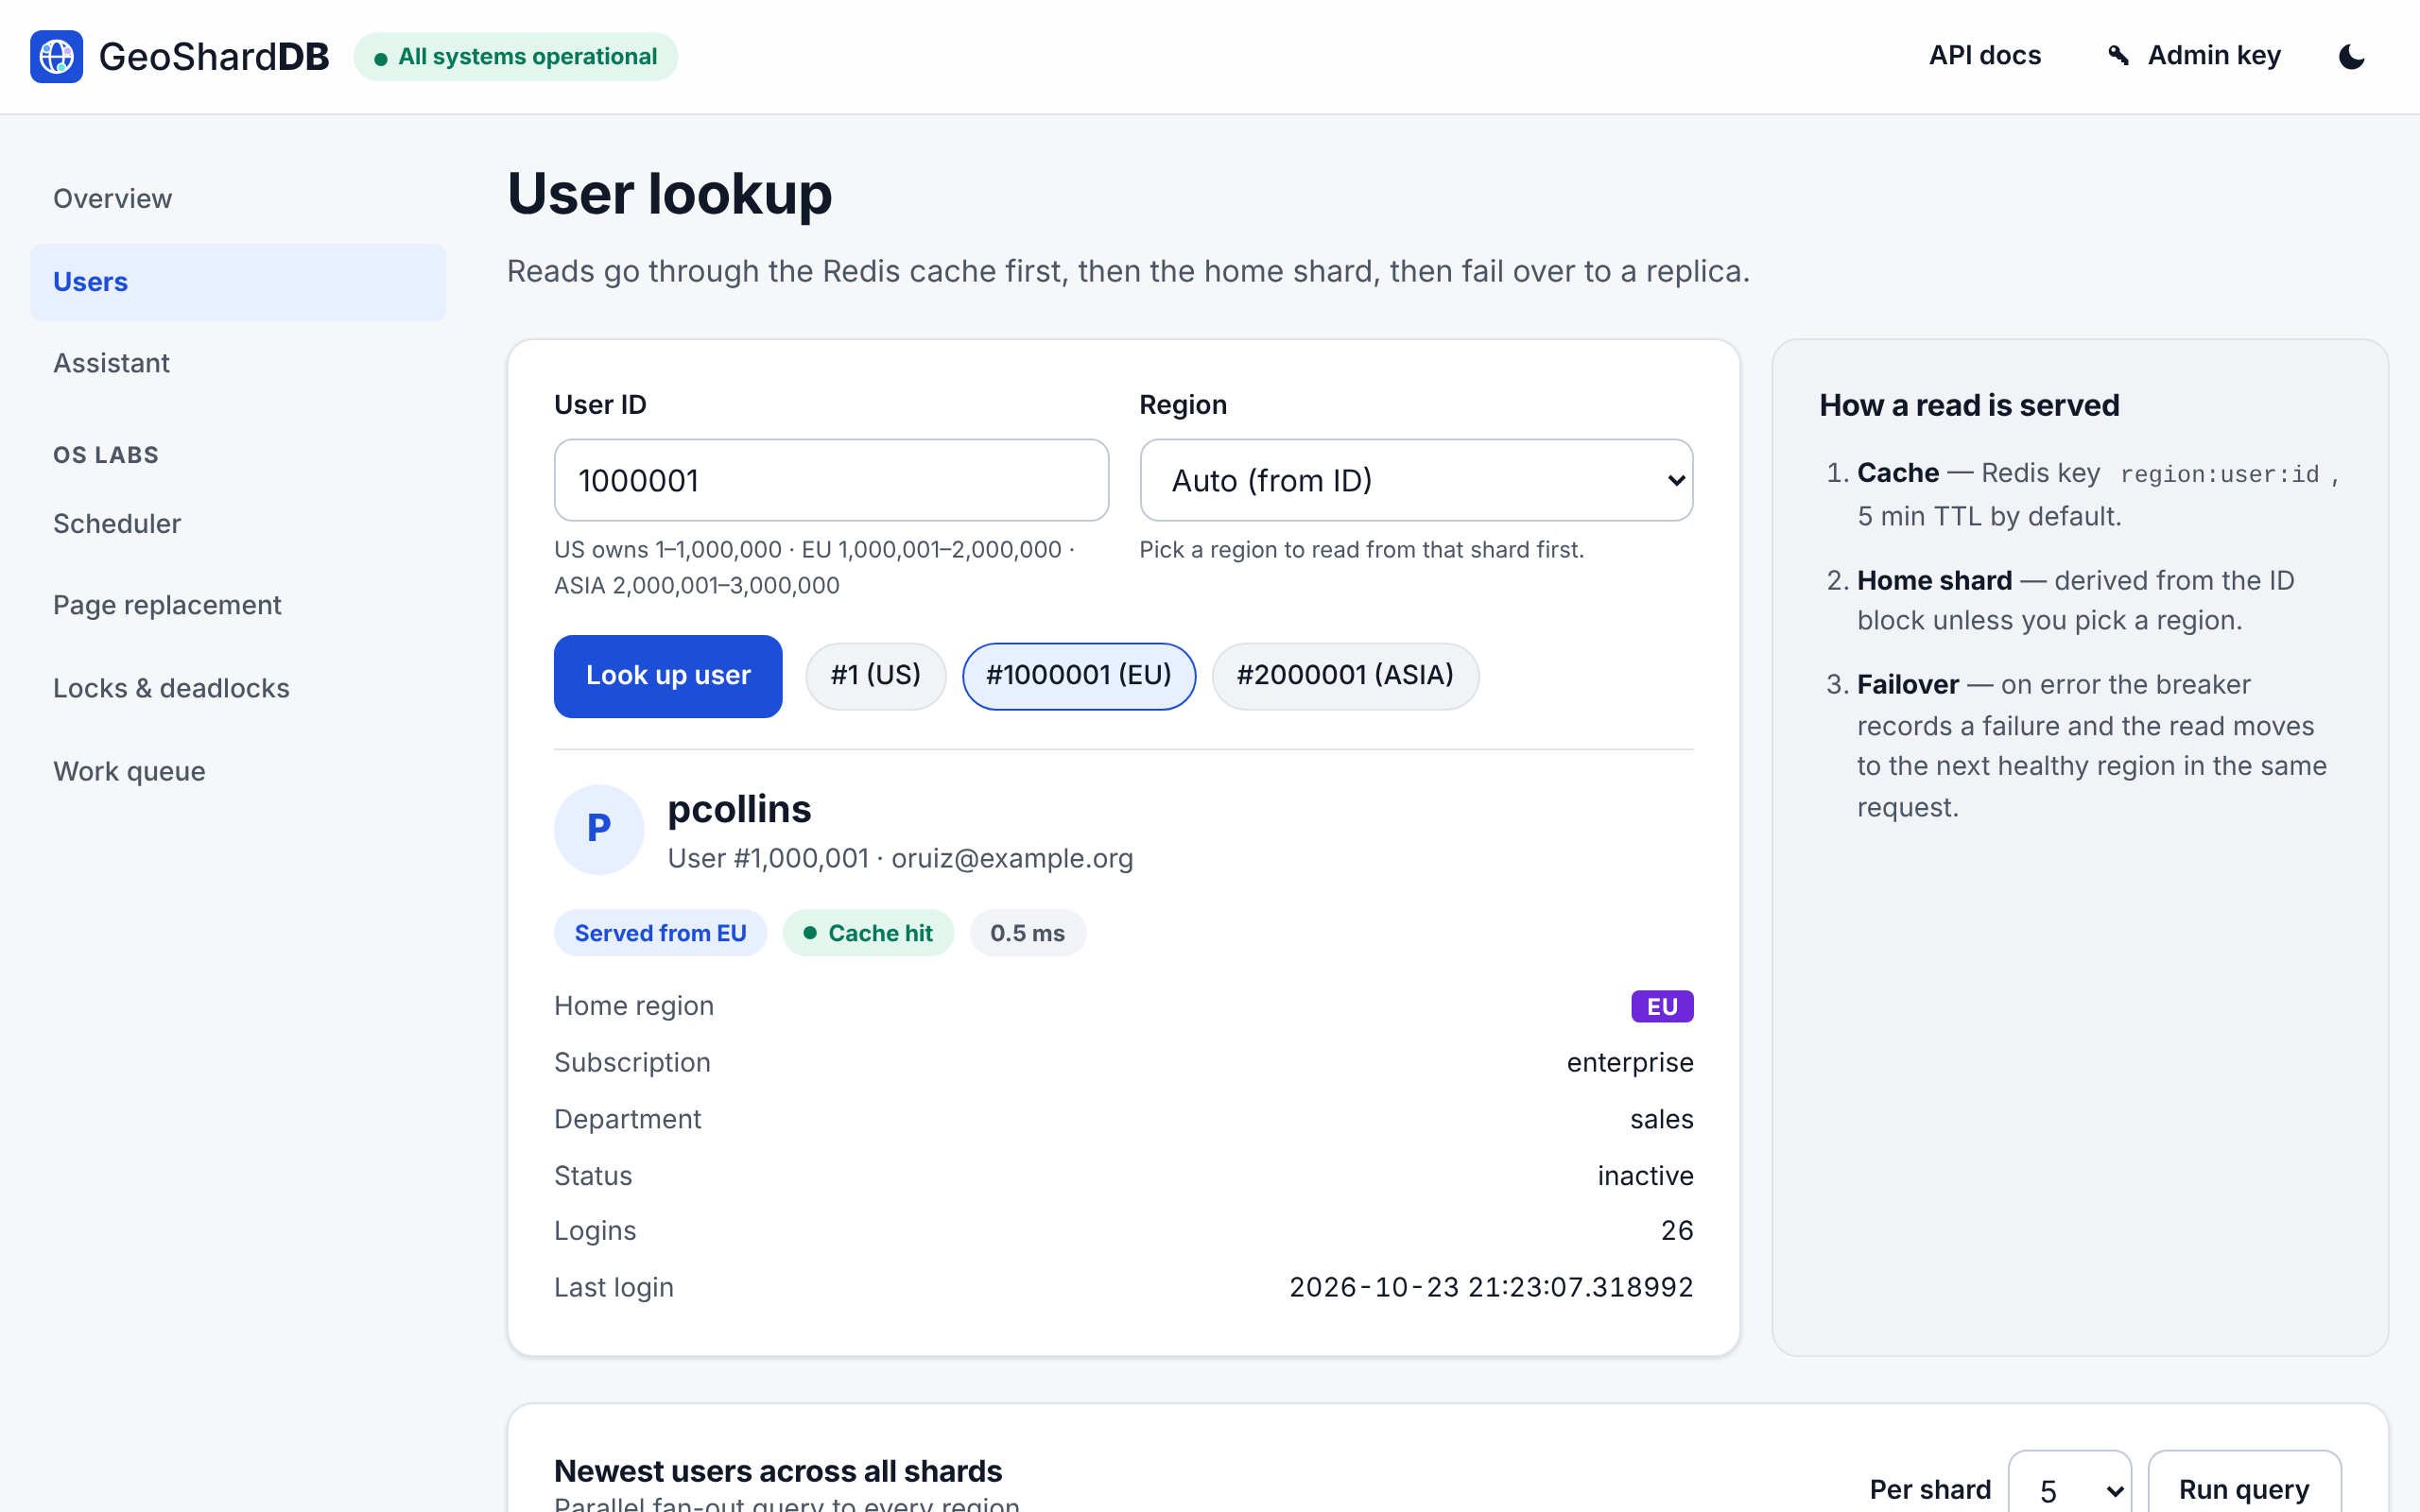 GeoShardDB
All systems operational
API docs
Admin key
Overview
Users
Assistant
OS LABS
Scheduler
Page replacement
Locks & deadlocks
Work queue
User lookup
Reads go through the Redis cache first, then the home shard, then fail over to a replica.
User ID
1000001
US owns 1–1,000,000 · EU 1,000,001–2,000,000 ·
ASIA 2,000,001–3,000,000
Region
Auto (from ID)
Pick a region to read from that shard first.
Look up user
#1 (US)
#1000001 (EU)
#2000001 (ASIA)
P
pcollins
User #1,000,001 · oruiz@example.org
Served from EU
Cache hit
0.5 ms
Home region EU
Subscription enterprise
Department sales
Status inactive
Logins 26
Last login 2026-10-23 21:23:07.318992
How a read is served
1. Cache — Redis key region:user:id ,
5 min TTL by default.
2. Home shard — derived from the ID
block unless you pick a region.
3. Failover — on error the breaker
records a failure and the read moves
to the next healthy region in the same
request.
Newest users across all shards
Parallel fan-out query to every region
Per shard
5
Run query